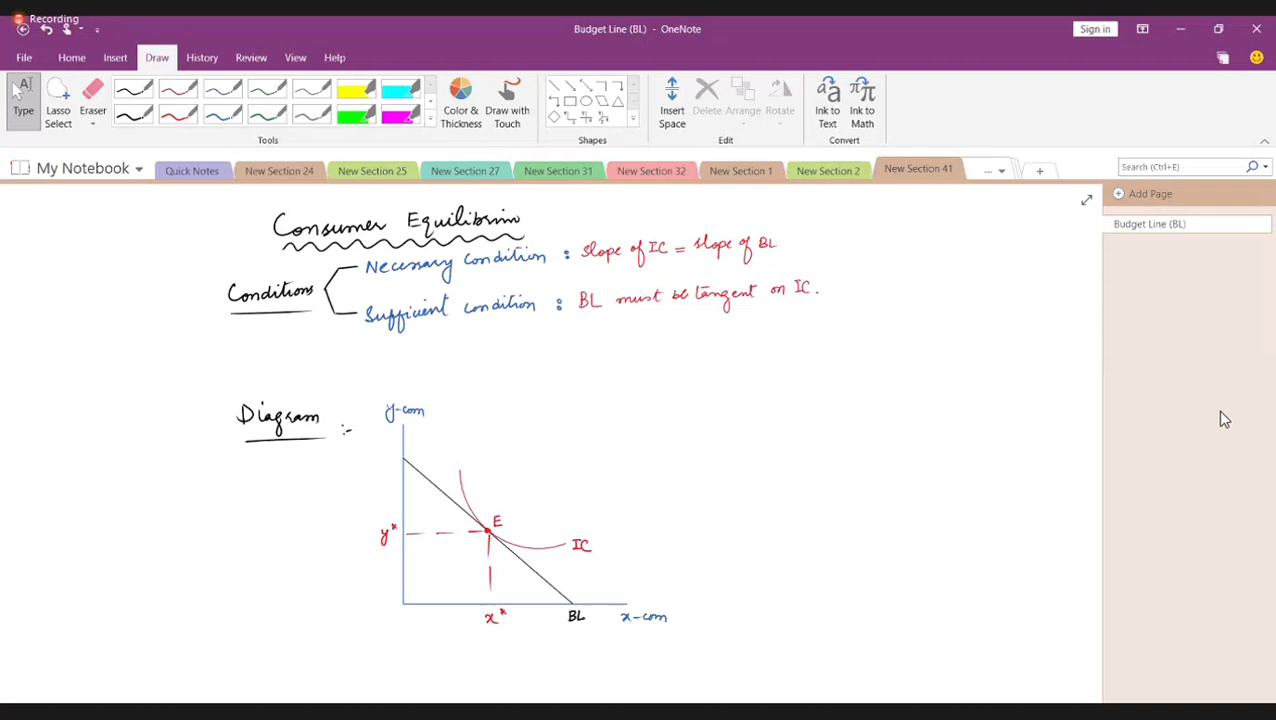 Recording
Budget Line (BL) - OneNote
Sign in
File Home Insert Draw History Review View Help
Type
Lasso Select
Eraser
Color & Thickness
Draw with Touch
Insert Space
Delete
Arrange
Rotate
Ink to Text
Ink to Math
Tools
Shapes
Edit
Convert
My Notebook
Quick Notes
New Section 24
New Section 25
New Section 27
New Section 31
New Section 32
New Section 1
New Section 2
New Section 41
...
Search (Ctrl+E)
Add Page
Budget Line (BL)
Consumer Equilibrim
Conditions
Necessary condition : Slope of IC = slope of BL
Sufficient condition : BL must be tangent on IC.
Diagram :-
y-com
E
y*
IC
x*
BL
x-com